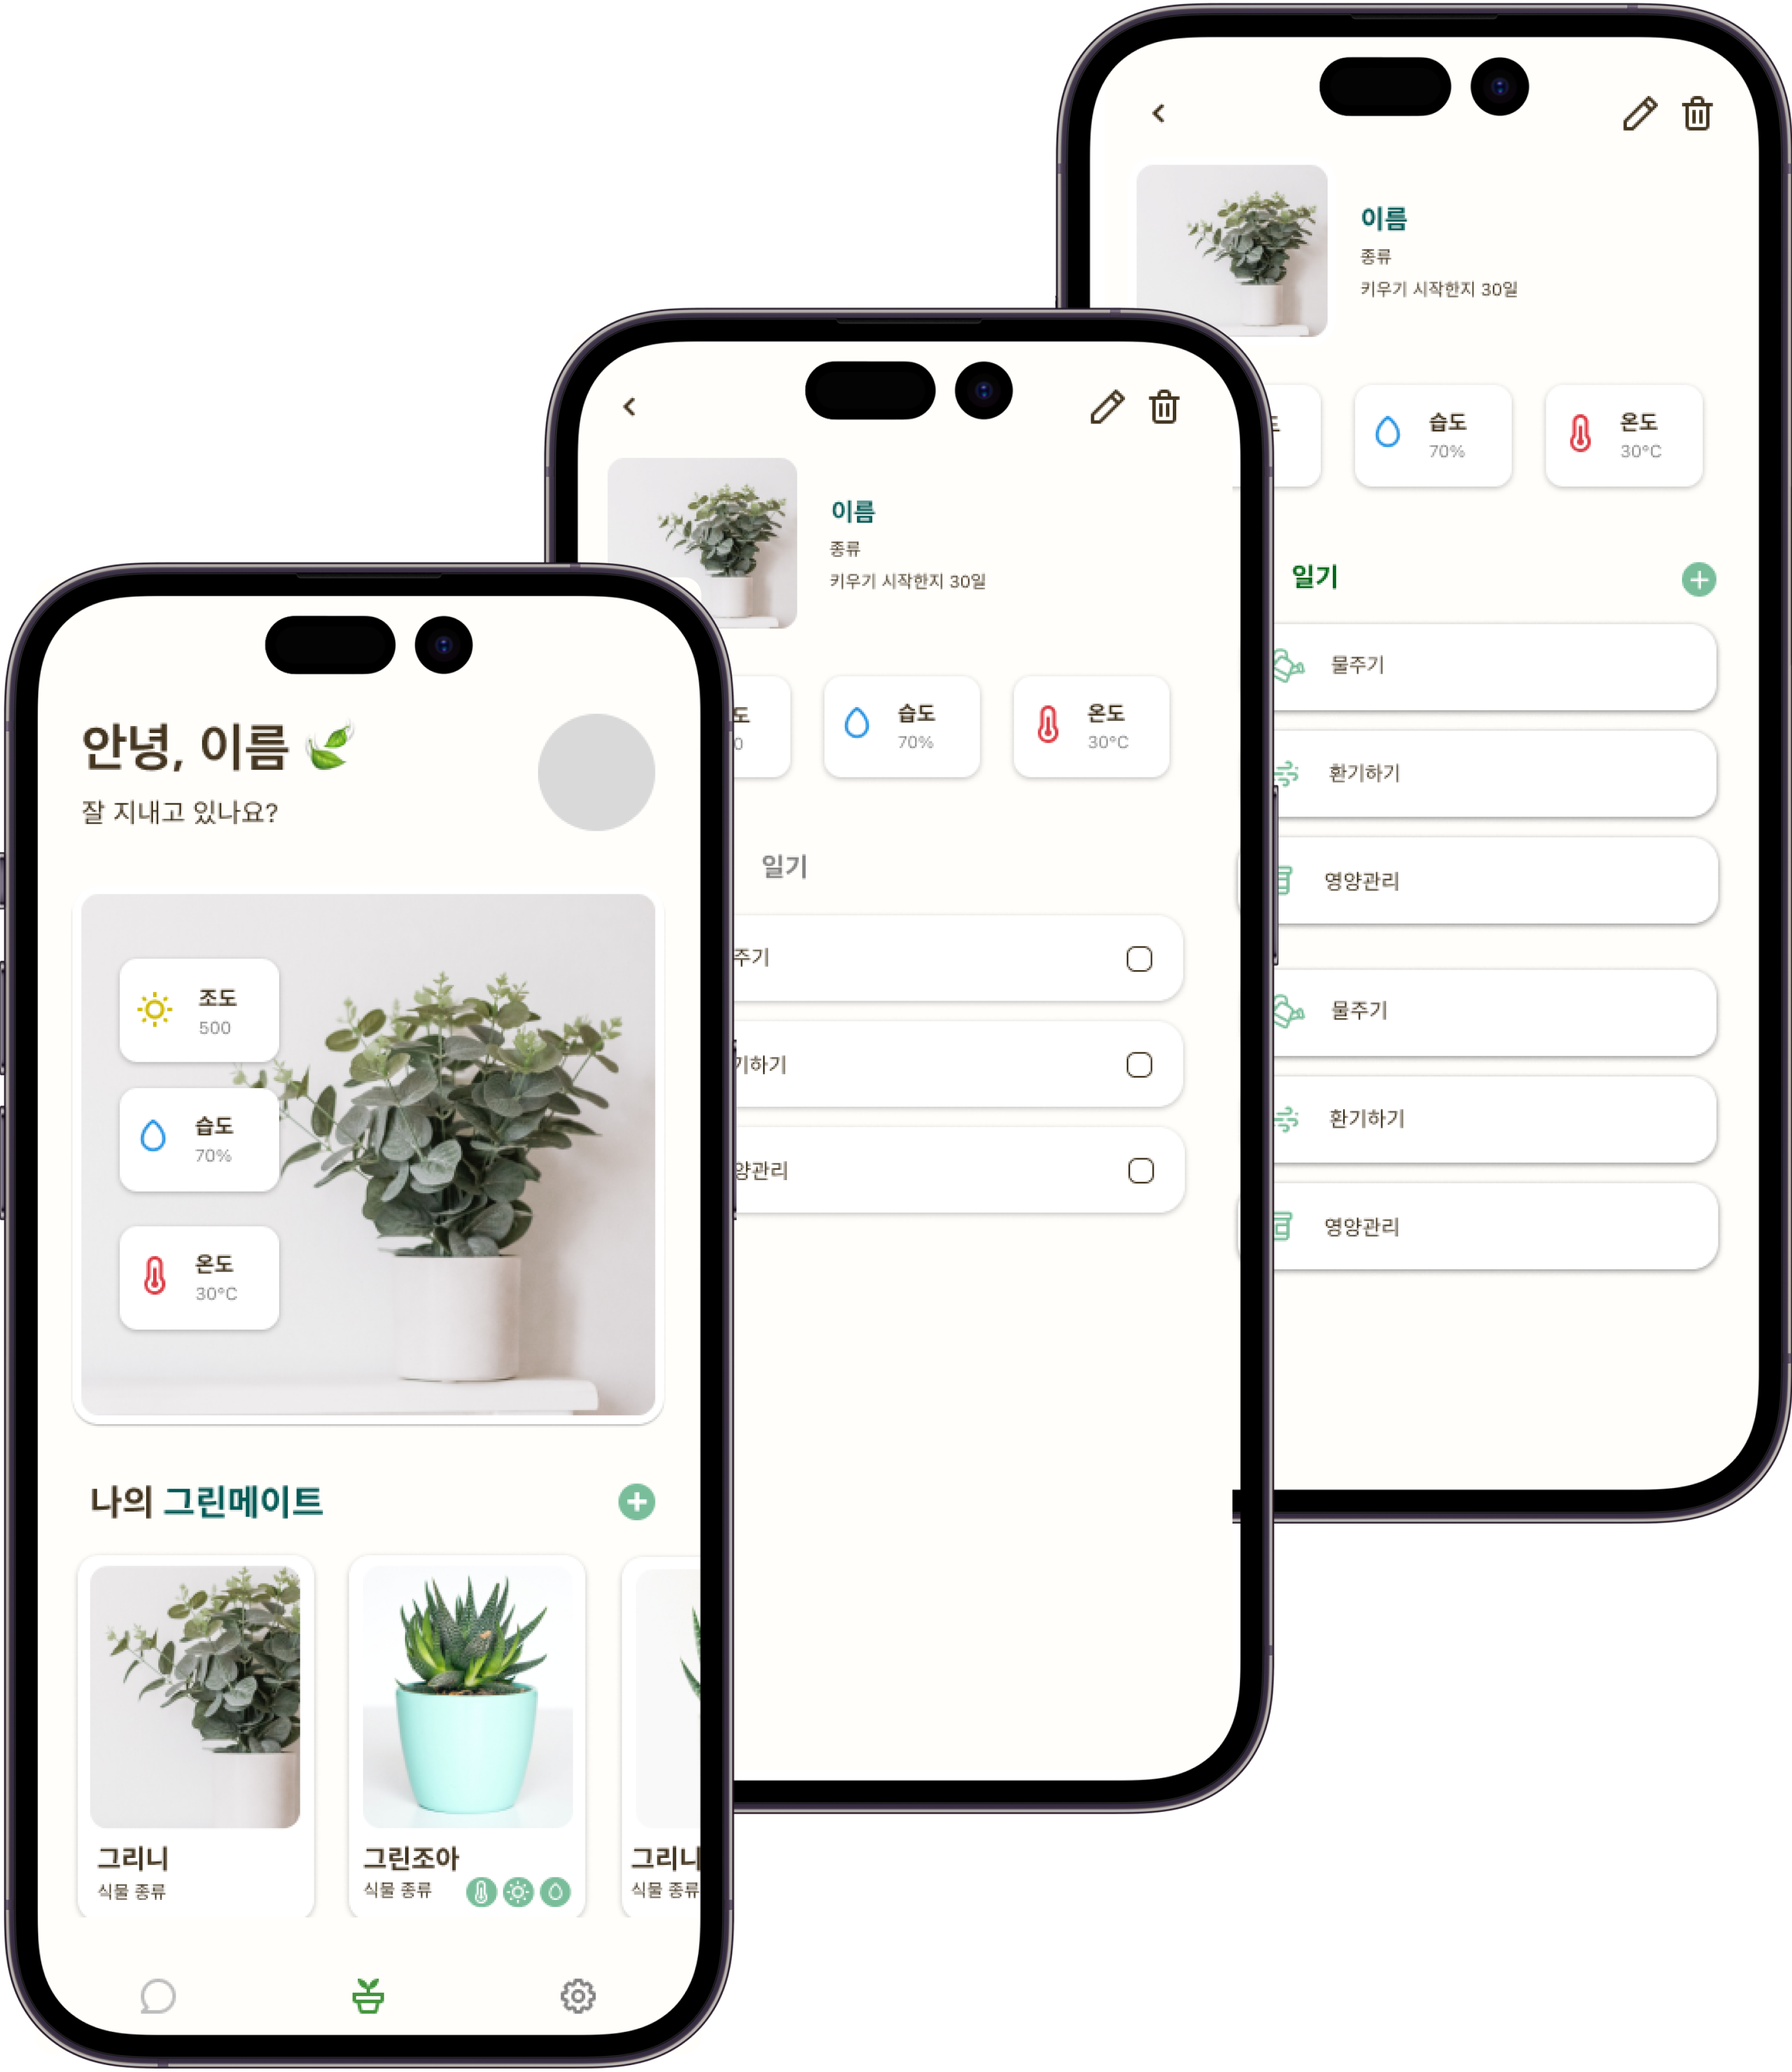 안녕, 이름
잘 지내고 있나요?
조도
500
습도
70%
온도
30°C
나의 그린메이트
그리니
식물 종류
그린조아
식물 종류
그리니
식물 종류
이름
종류
키우기 시작한지 30일
도
0
습도
70%
온도
30°C
일기
주기
기하기
양관리
이름
종류
키우기 시작한지 30일
습도
70%
온도
30°C
일기
물주기
환기하기
영양관리
물주기
환기하기
영양관리